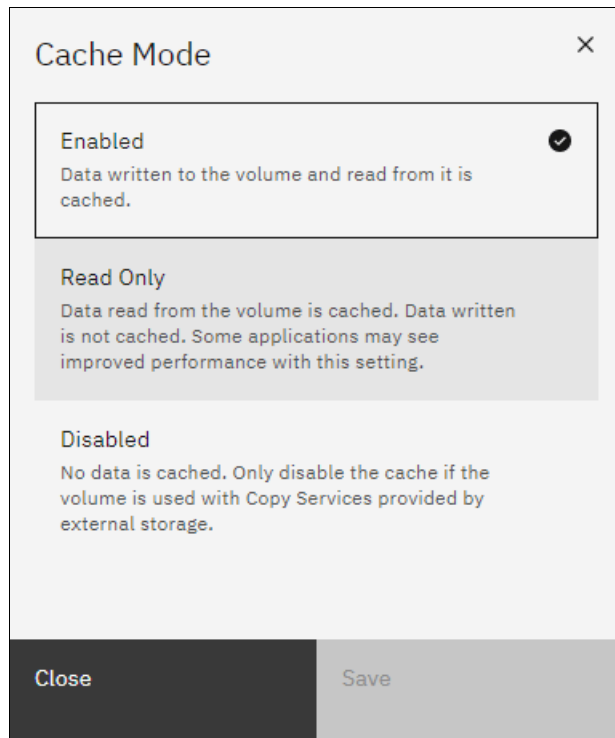 Cache Mode
Enabled
Data written to the volume and read from it is
cached.
Read Only
Data read from the volume is cached. Data written
is not cached. Some applications may see
improved performance with this setting.
Disabled
No data is cached. Only disable the cache if the
volume is used with Copy Services provided by
external storage.
Close
Save